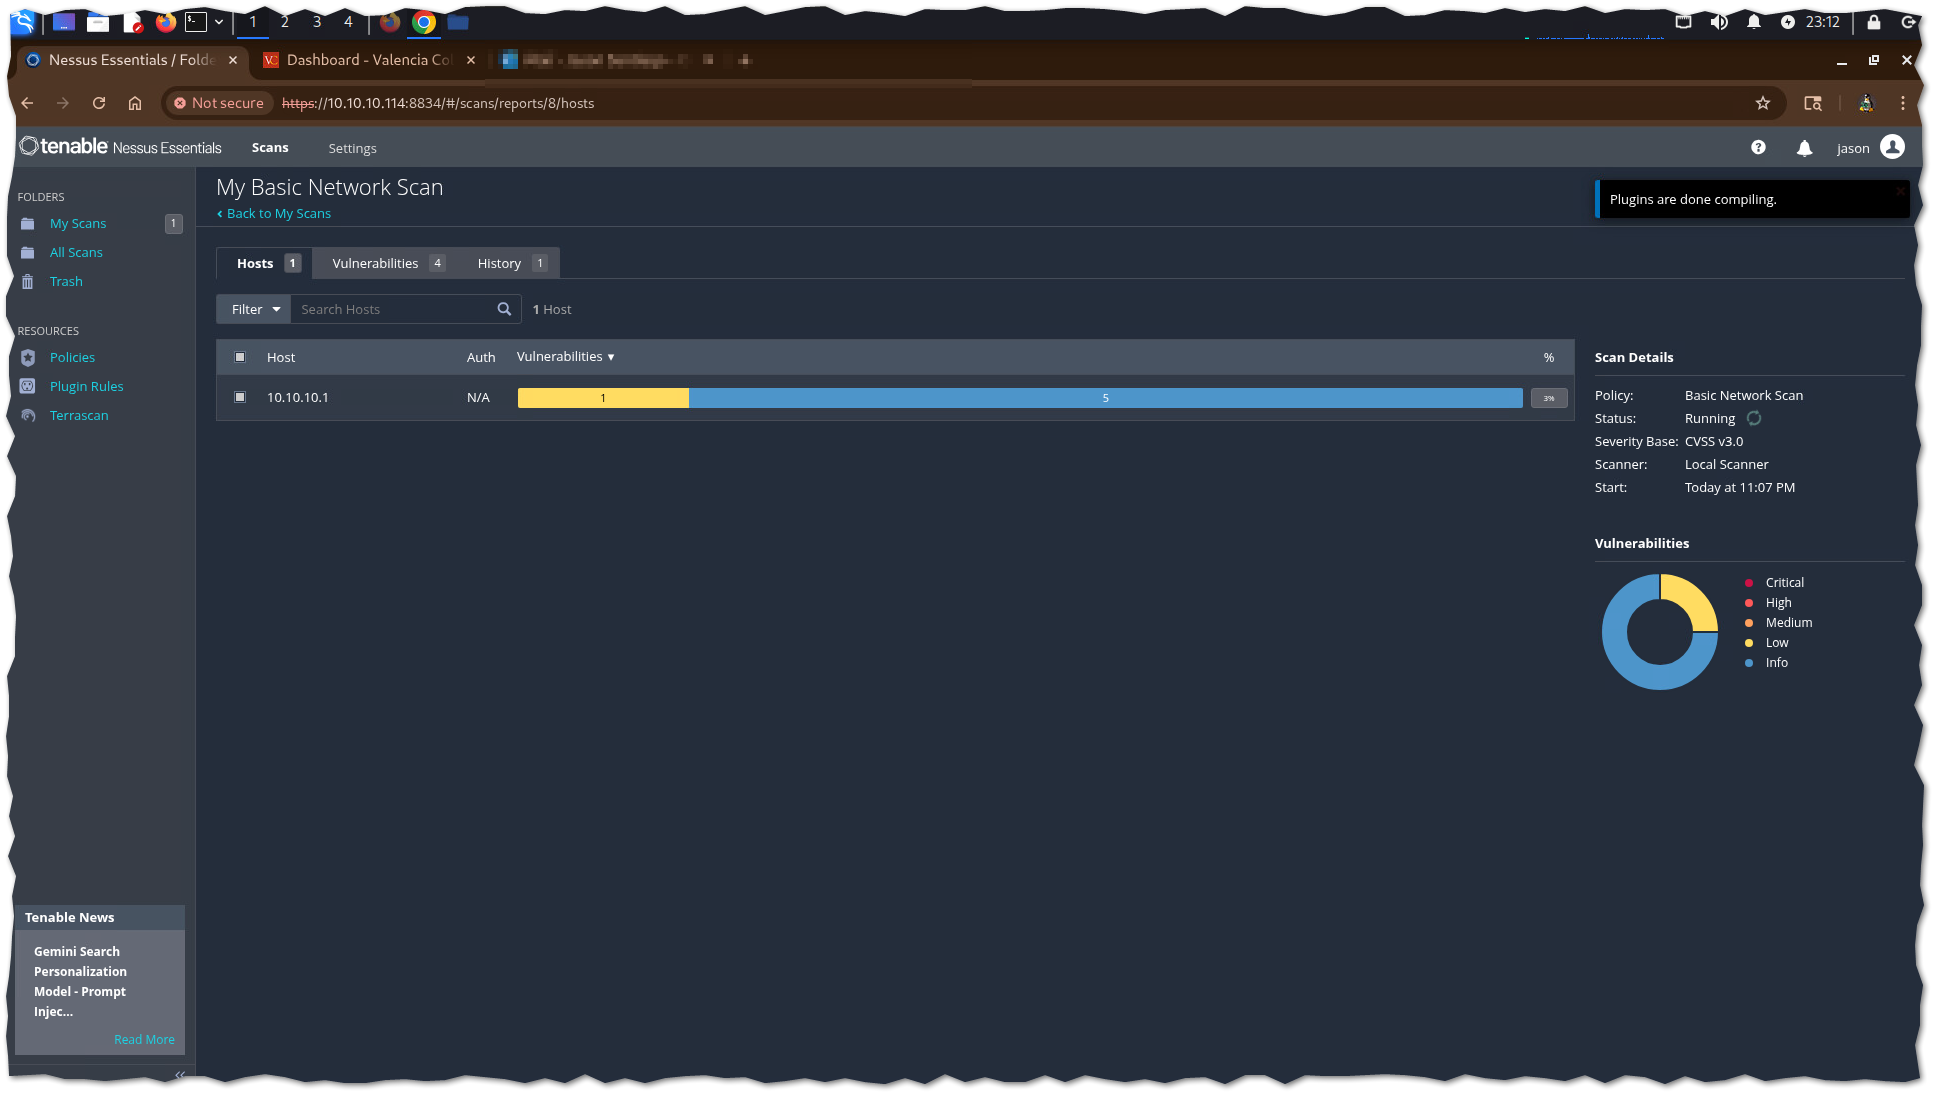 1 2 3 4 23:12
Nessus Essentials / Folde
Dashboard - Valencia Col
Not secure https://10.10.10.114:8834/#/scans/reports/8/hosts
tenable Nessus Essentials Scans Settings jason
FOLDERS
My Scans 1
All Scans
Trash
RESOURCES
Policies
Plugin Rules
Terrascan
Tenable News
Gemini Search
Personalization
Model - Prompt
Injec...
Read More
My Basic Network Scan
‹ Back to My Scans
Plugins are done compiling.
Hosts 1 Vulnerabilities 4 History 1
Filter Search Hosts 1 Host
Host Auth Vulnerabilities ▼ %
10.10.10.1 N/A 1 5 3%
Scan Details
Policy: Basic Network Scan
Status: Running
Severity Base: CVSS v3.0
Scanner: Local Scanner
Start: Today at 11:07 PM
Vulnerabilities
Critical
High
Medium
Low
Info